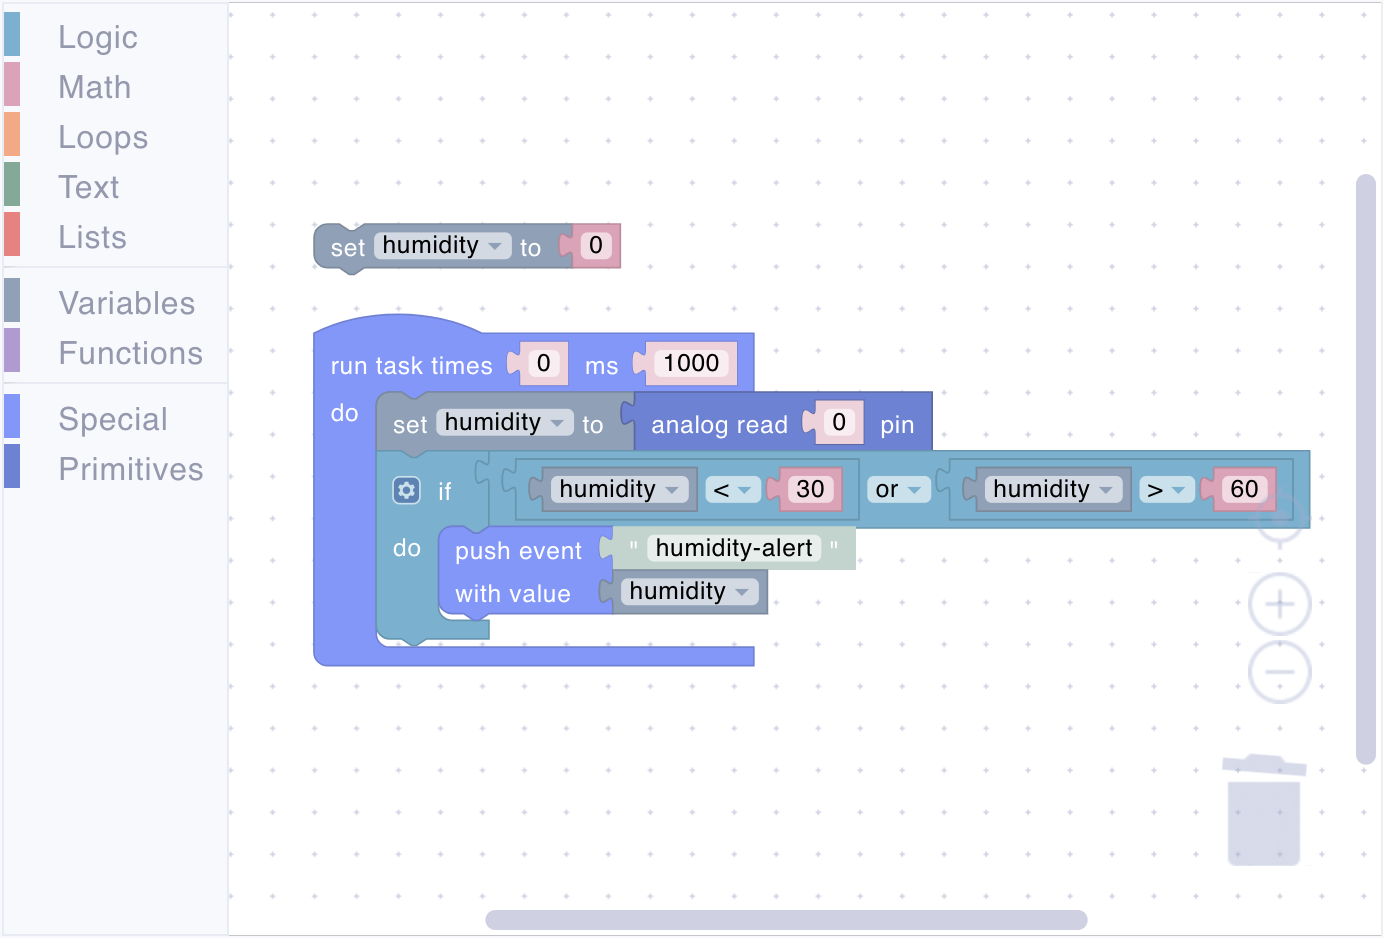 Logic
Math
Loops
Text
Lists
Variables
Functions
Special
Primitives
set humidity to 0
run task times 0 ms 1000
do
set humidity to analog read 0 pin
if humidity < 30 or humidity > 60
do
push event " humidity-alert "
with value humidity